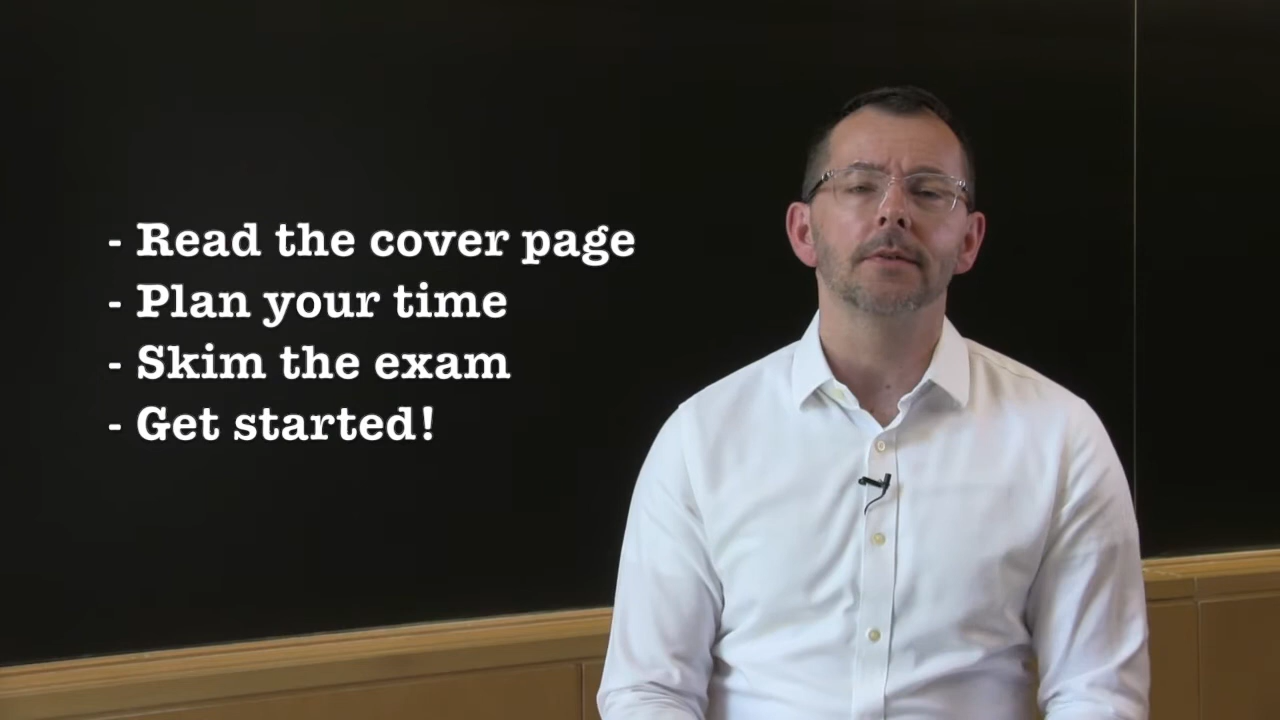 - Read the cover page
- Plan your time
- Skim the exam
- Get started!